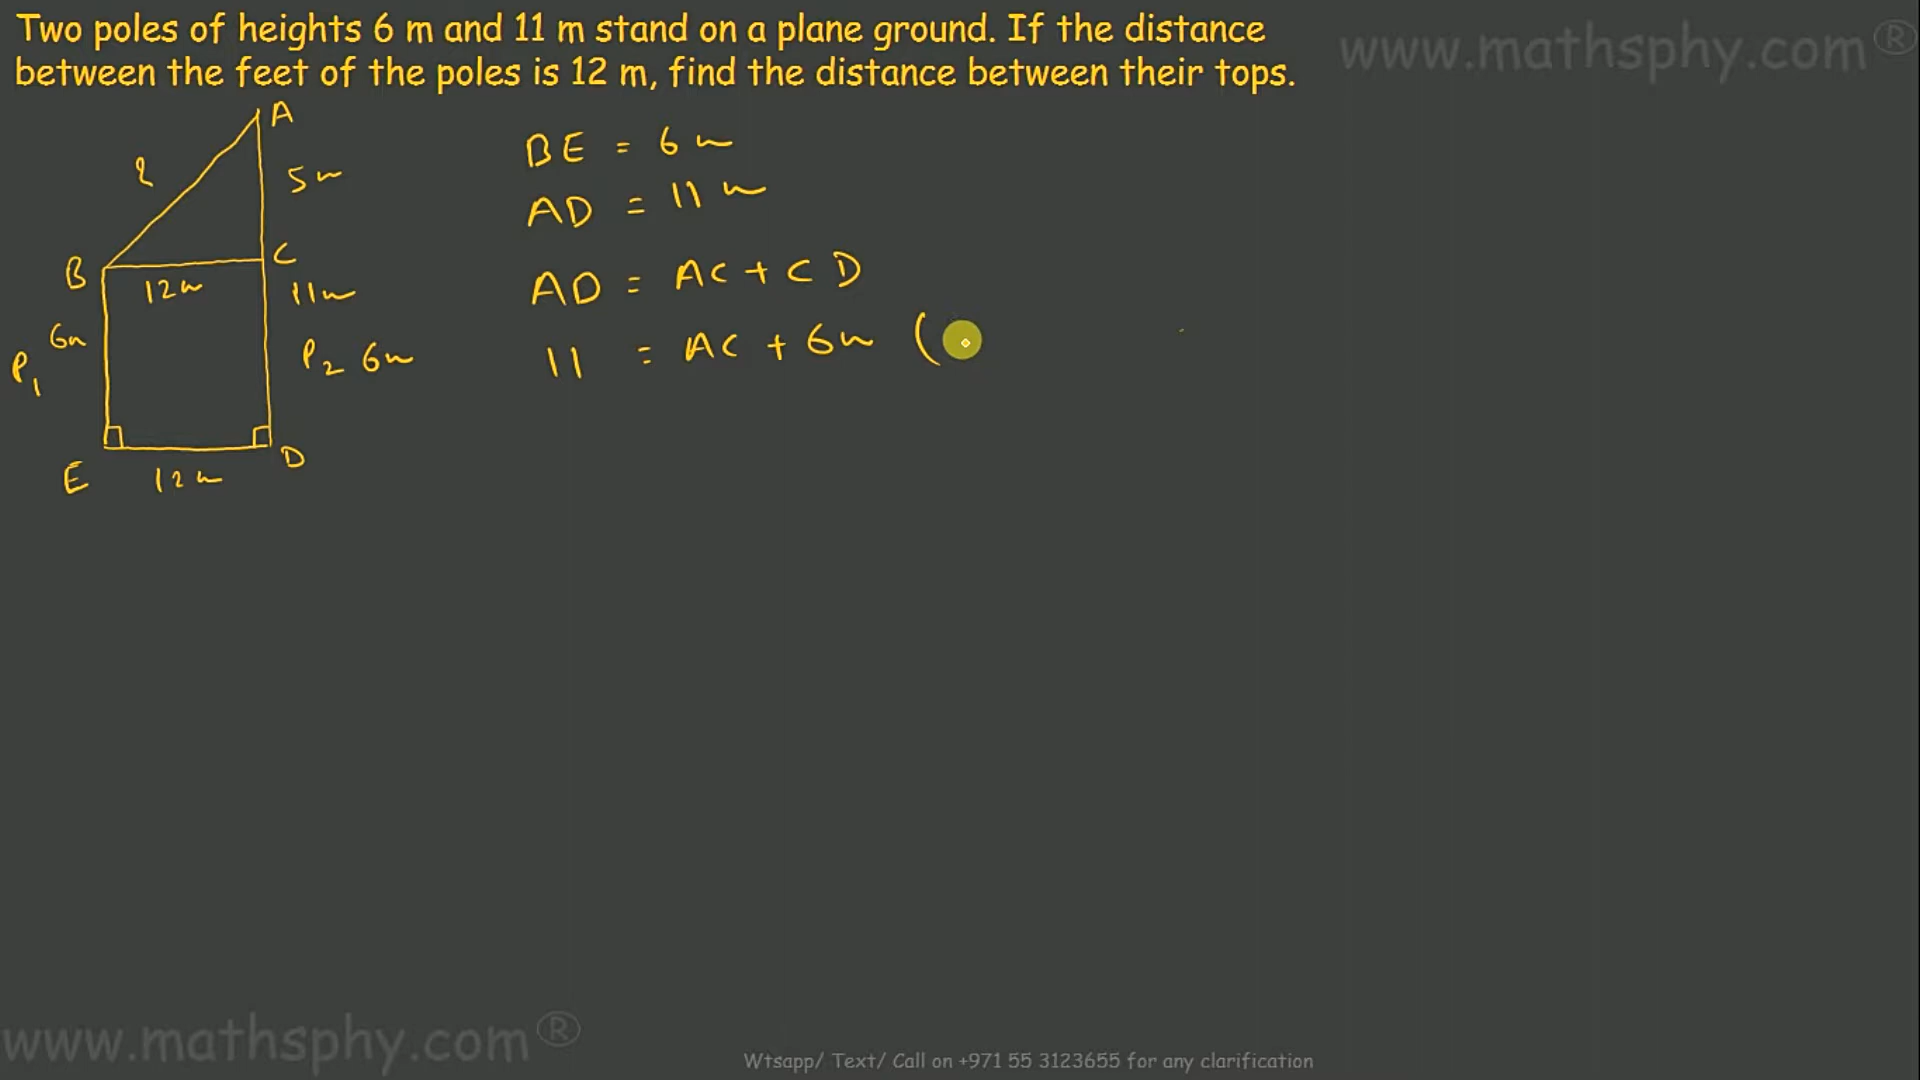 Two poles of heights 6 m and 11 m stand on a plane ground. If the distance
between the feet of the poles is 12 m, find the distance between their tops.
www.mathsphy.com®
A
?
5m
B
C
12m
11m
6m
P1
P2 6m
E
12m
D
BE = 6m
AD = 11m
AD = AC + CD
11 = AC + 6m (
www.mathsphy.com®
Wtsapp/ Text/ Call on +971 55 3123655 for any clarification